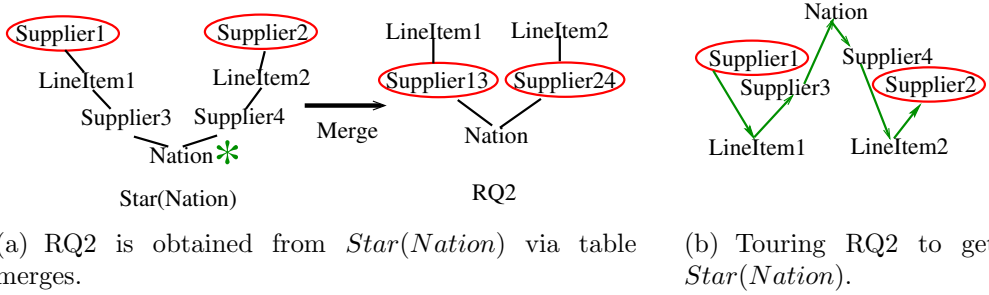 Supplier1
Supplier2
LineItem1
LineItem2
Supplier3
Supplier4
Nation*
Star(Nation)
Merge
LineItem1
LineItem2
Supplier13
Supplier24
Nation
RQ2
Nation
Supplier1
Supplier4
Supplier3
Supplier2
LineItem1
LineItem2
(a) RQ2 is obtained from Star(Nation) via table
merges.
(b) Touring RQ2 to get
Star(Nation).